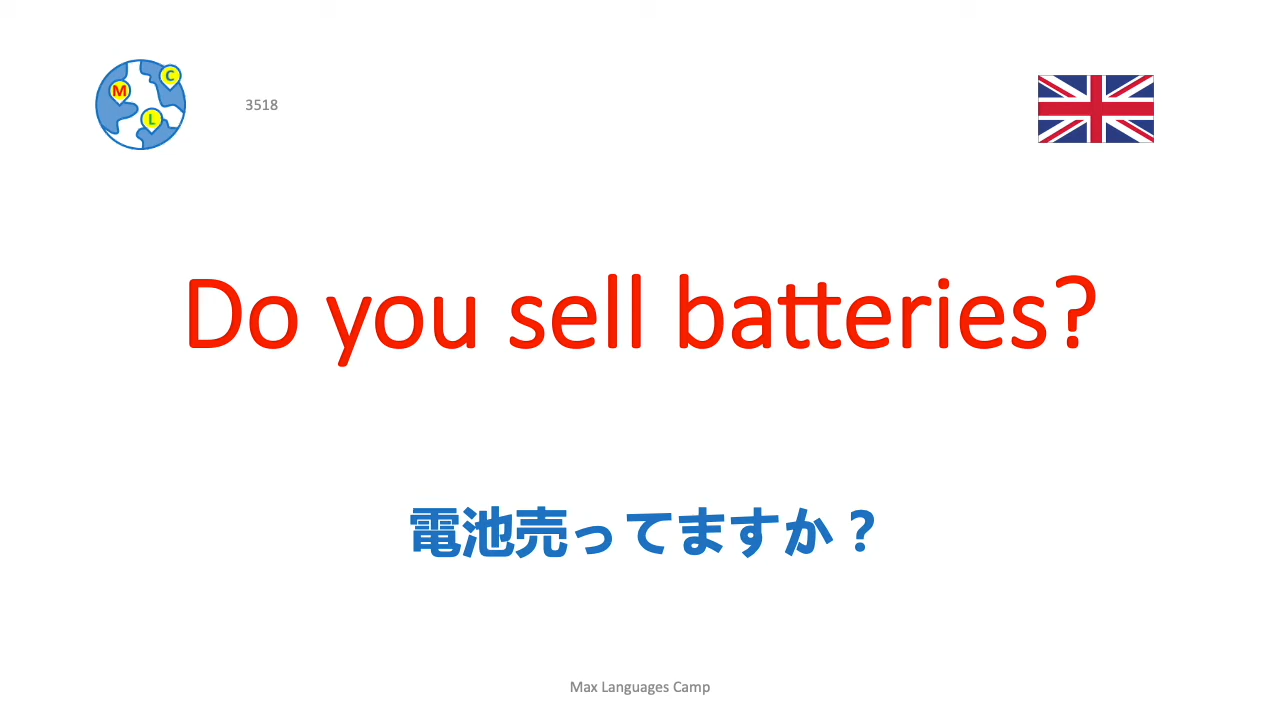 M
C
L
3518
Do you sell batteries?
電池売ってますか？
Max Languages Camp